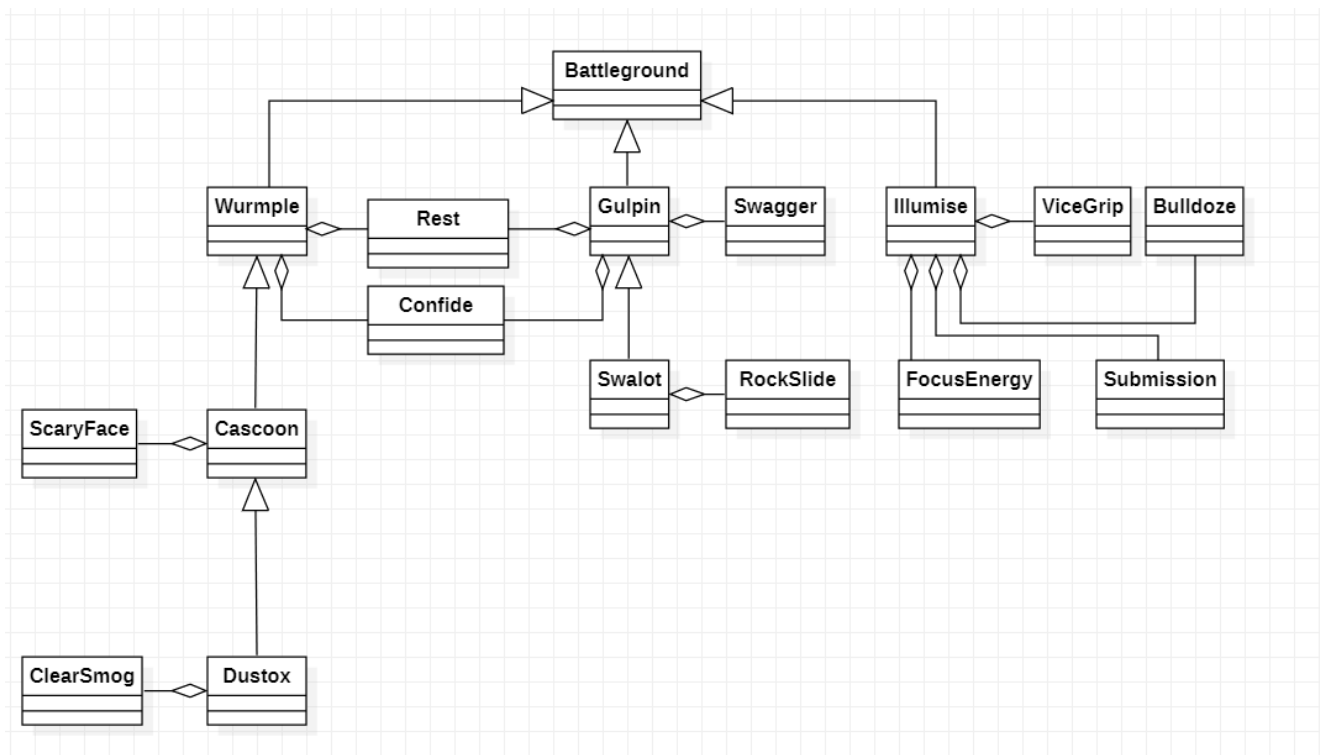 Battleground
Wurmple
Rest
Gulpin
Swagger
Illumise
ViceGrip
Bulldoze
Confide
Swalot
RockSlide
FocusEnergy
Submission
ScaryFace
Cascoon
ClearSmog
Dustox